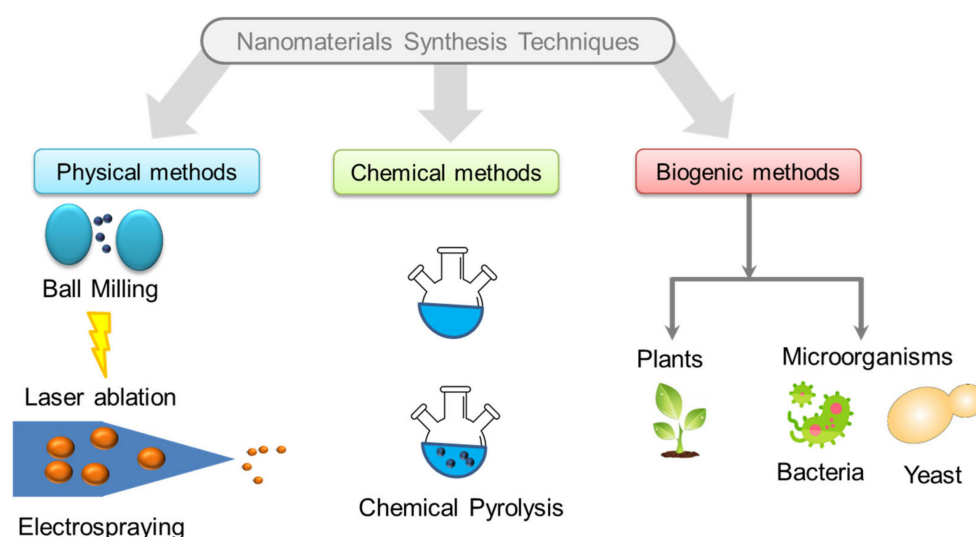 Nanomaterials Synthesis Techniques
Physical methods
Chemical methods
Biogenic methods
Ball Milling
Laser ablation
Electrospraying
Chemical Pyrolysis
Plants
Microorganisms
Bacteria
Yeast